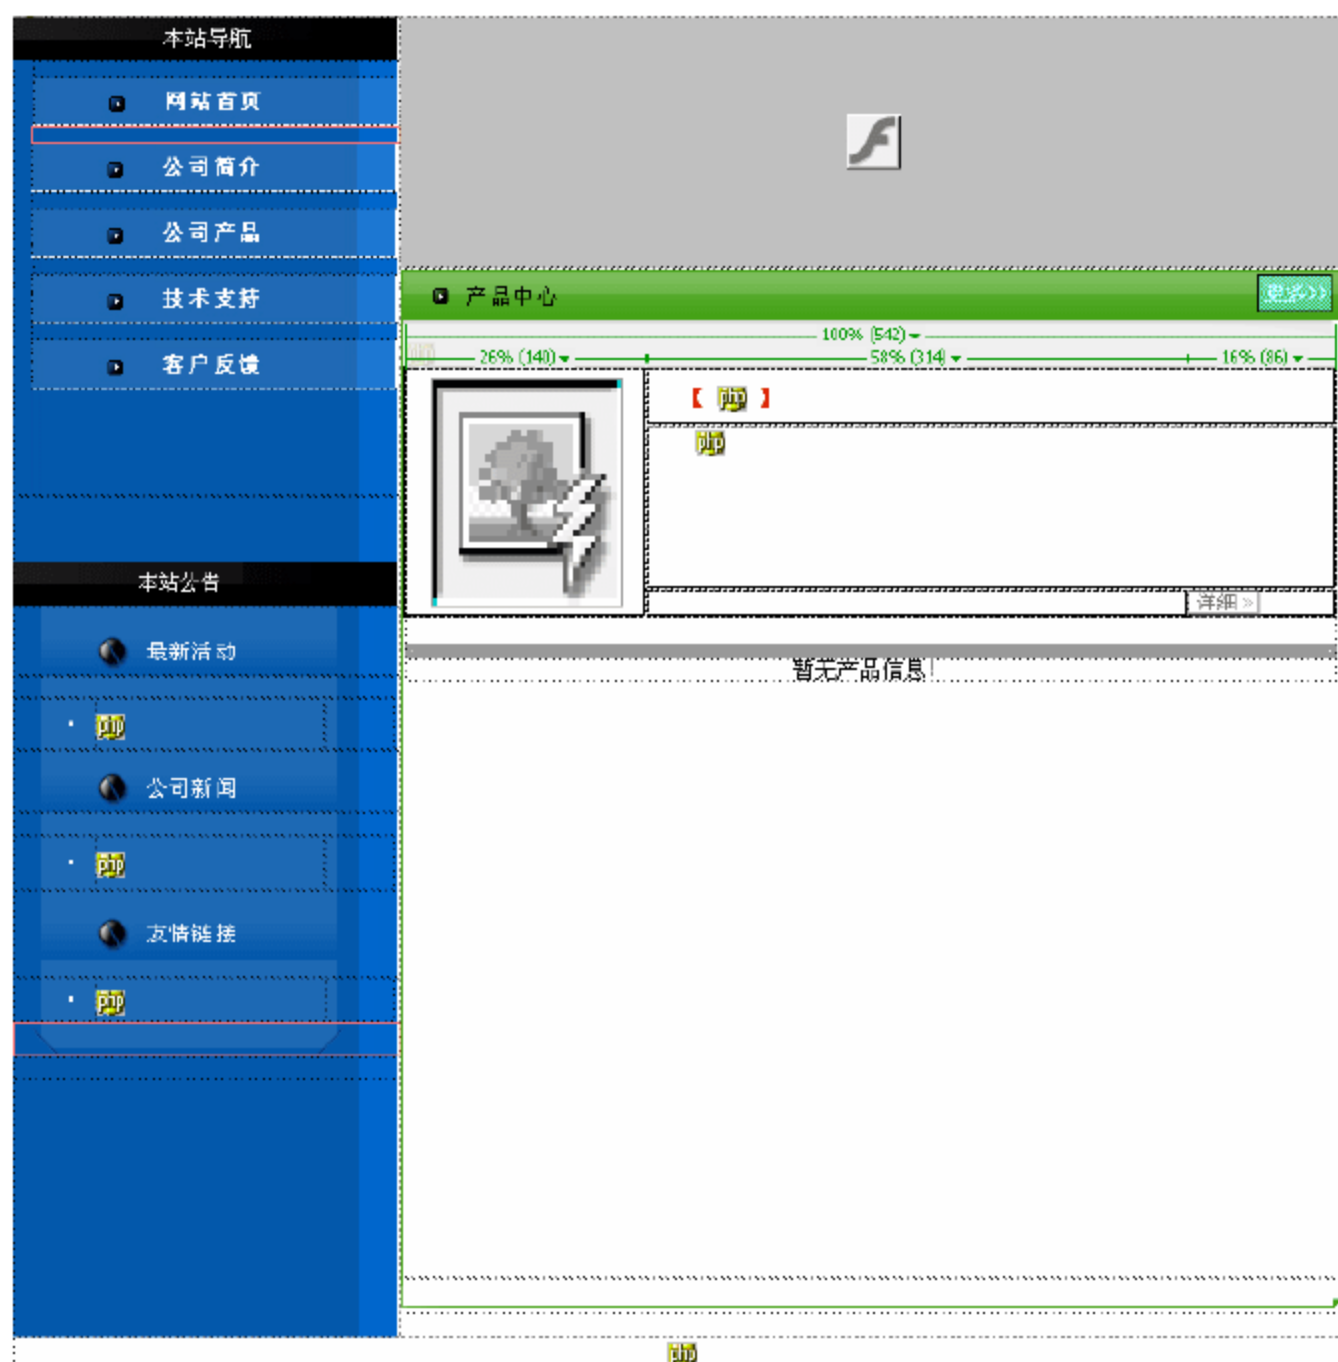 本站导航
网站首页
公司简介
公司产品
技术支持
客户反馈
产品中心
更多>>
100% (542)
26% (140)
58% (314)
16% (86)
【 php 】
php
详细 »
暂无产品信息!
本站公告
最新活动
· php
公司新闻
· php
友情链接
· php
php